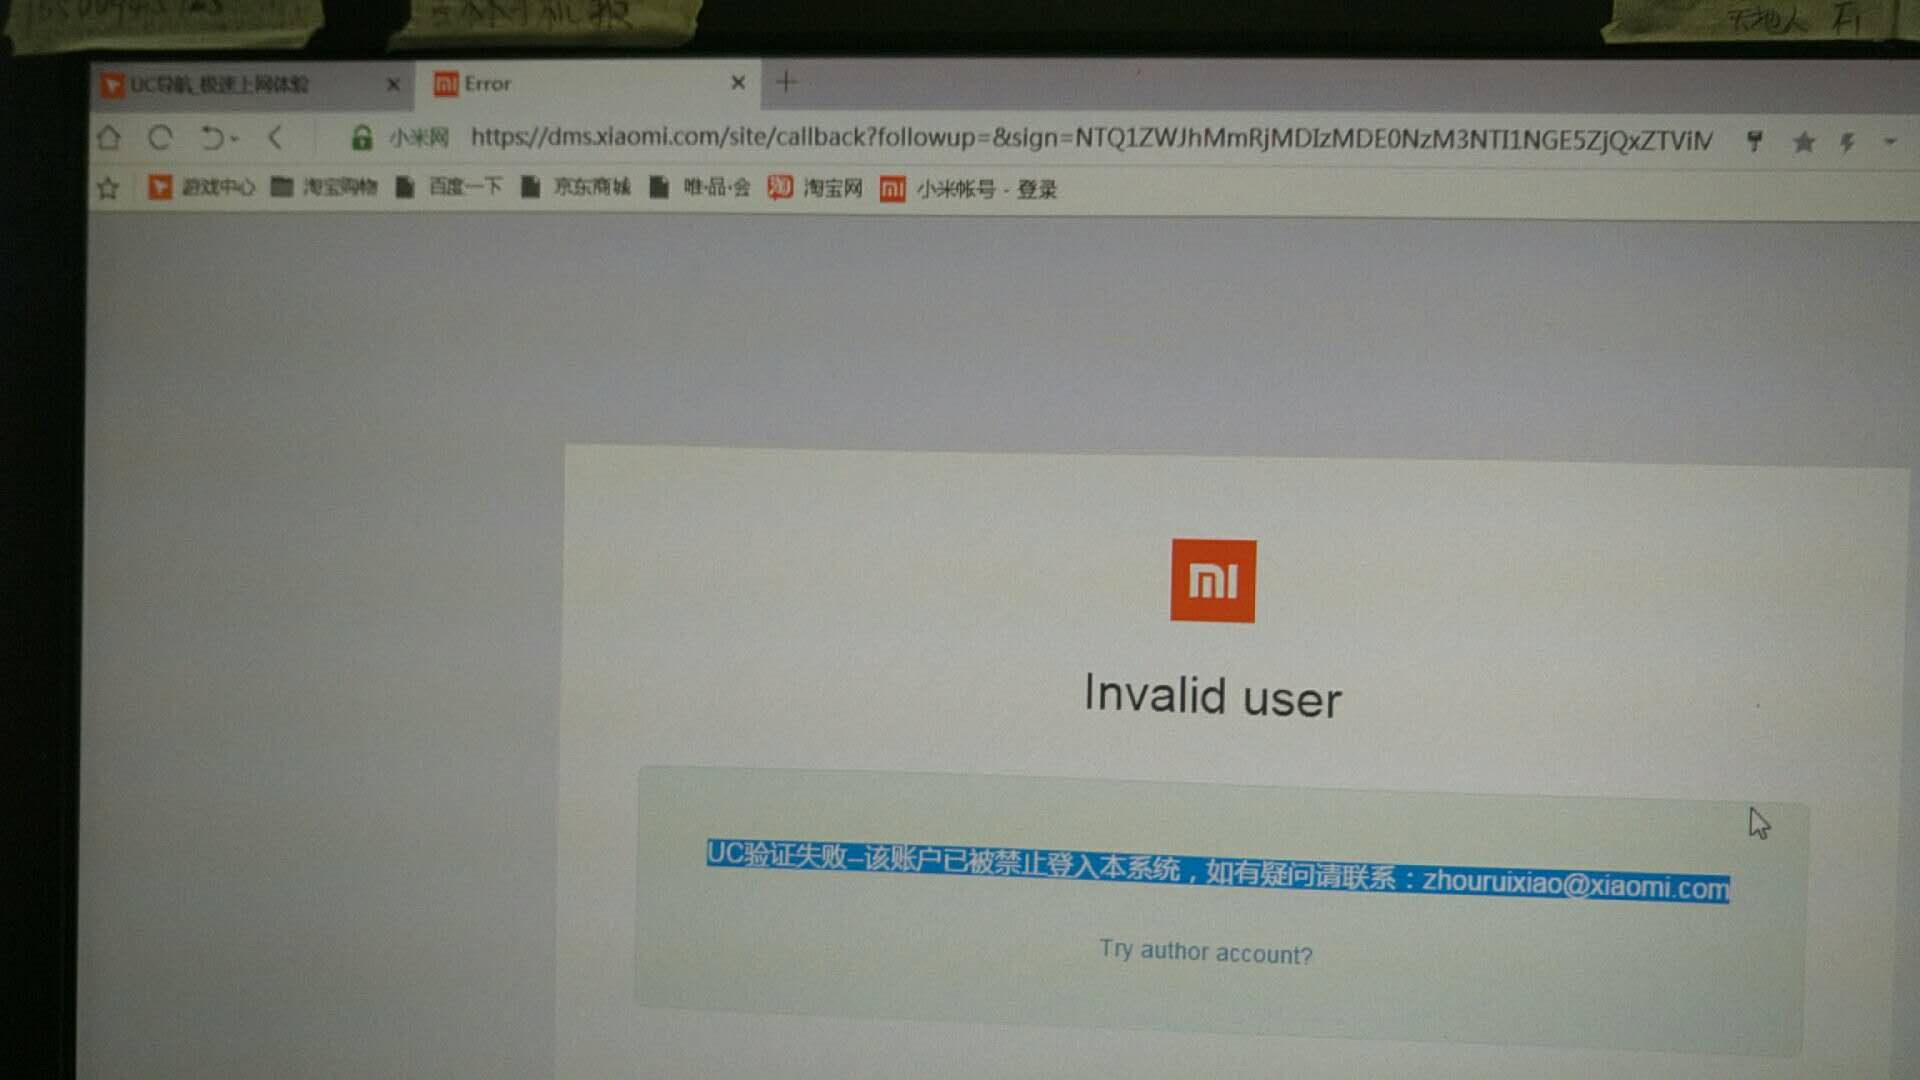 天地人
UC导航_极速上网体验
Error
小米网 https://dms.xiaomi.com/site/callback?followup=&sign=NTQ1ZWJhMmRjMDIzMDE0NzM3NTI1NGE5ZjQxZTViM
游戏中心 淘宝购物 百度一下 京东商城 唯·品·会 淘宝网 小米帐号 - 登录
mi
Invalid user
UC验证失败–该账户已被禁止登入本系统，如有疑问请联系：zhouruixiao@xiaomi.com
Try author account?